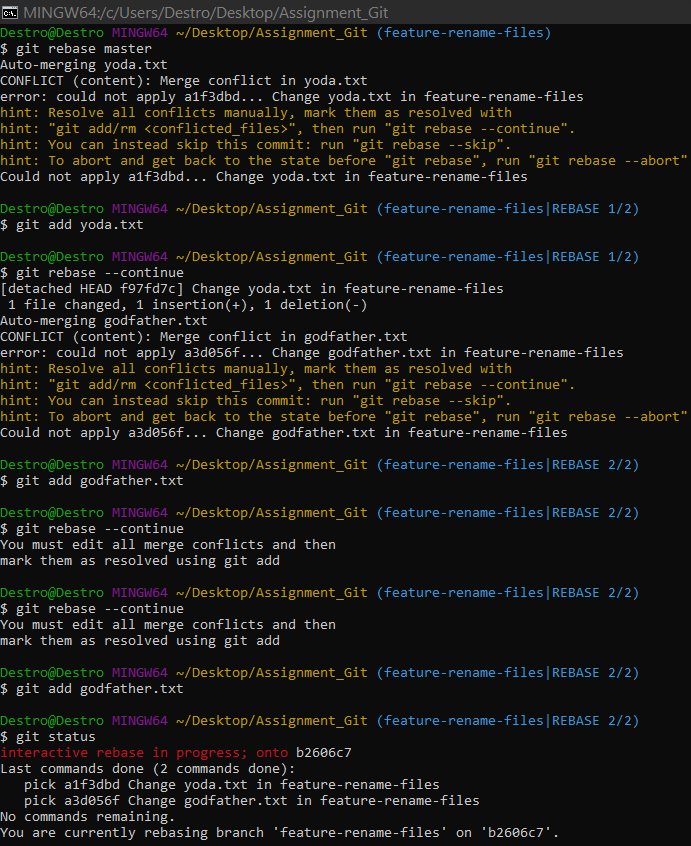 MINGW64:/c/Users/Destro/Desktop/Assignment_Git
Destro@Destro MINGW64 ~/Desktop/Assignment_Git (feature-rename-files)
$ git rebase master
Auto-merging yoda.txt
CONFLICT (content): Merge conflict in yoda.txt
error: could not apply a1f3dbd... Change yoda.txt in feature-rename-files
hint: Resolve all conflicts manually, mark them as resolved with
hint: "git add/rm <conflicted_files>", then run "git rebase --continue".
hint: You can instead skip this commit: run "git rebase --skip".
hint: To abort and get back to the state before "git rebase", run "git rebase --abort"
Could not apply a1f3dbd... Change yoda.txt in feature-rename-files
Destro@Destro MINGW64 ~/Desktop/Assignment_Git (feature-rename-files|REBASE 1/2)
$ git add yoda.txt
Destro@Destro MINGW64 ~/Desktop/Assignment_Git (feature-rename-files|REBASE 1/2)
$ git rebase --continue
[detached HEAD f97fd7c] Change yoda.txt in feature-rename-files
 1 file changed, 1 insertion(+), 1 deletion(-)
Auto-merging godfather.txt
CONFLICT (content): Merge conflict in godfather.txt
error: could not apply a3d056f... Change godfather.txt in feature-rename-files
hint: Resolve all conflicts manually, mark them as resolved with
hint: "git add/rm <conflicted_files>", then run "git rebase --continue".
hint: You can instead skip this commit: run "git rebase --skip".
hint: To abort and get back to the state before "git rebase", run "git rebase --abort"
Could not apply a3d056f... Change godfather.txt in feature-rename-files
Destro@Destro MINGW64 ~/Desktop/Assignment_Git (feature-rename-files|REBASE 2/2)
$ git add godfather.txt
Destro@Destro MINGW64 ~/Desktop/Assignment_Git (feature-rename-files|REBASE 2/2)
$ git rebase --continue
You must edit all merge conflicts and then
mark them as resolved using git add
Destro@Destro MINGW64 ~/Desktop/Assignment_Git (feature-rename-files|REBASE 2/2)
$ git rebase --continue
You must edit all merge conflicts and then
mark them as resolved using git add
Destro@Destro MINGW64 ~/Desktop/Assignment_Git (feature-rename-files|REBASE 2/2)
$ git add godfather.txt
Destro@Destro MINGW64 ~/Desktop/Assignment_Git (feature-rename-files|REBASE 2/2)
$ git status
interactive rebase in progress; onto b2606c7
Last commands done (2 commands done):
   pick a1f3dbd Change yoda.txt in feature-rename-files
   pick a3d056f Change godfather.txt in feature-rename-files
No commands remaining.
You are currently rebasing branch 'feature-rename-files' on 'b2606c7'.